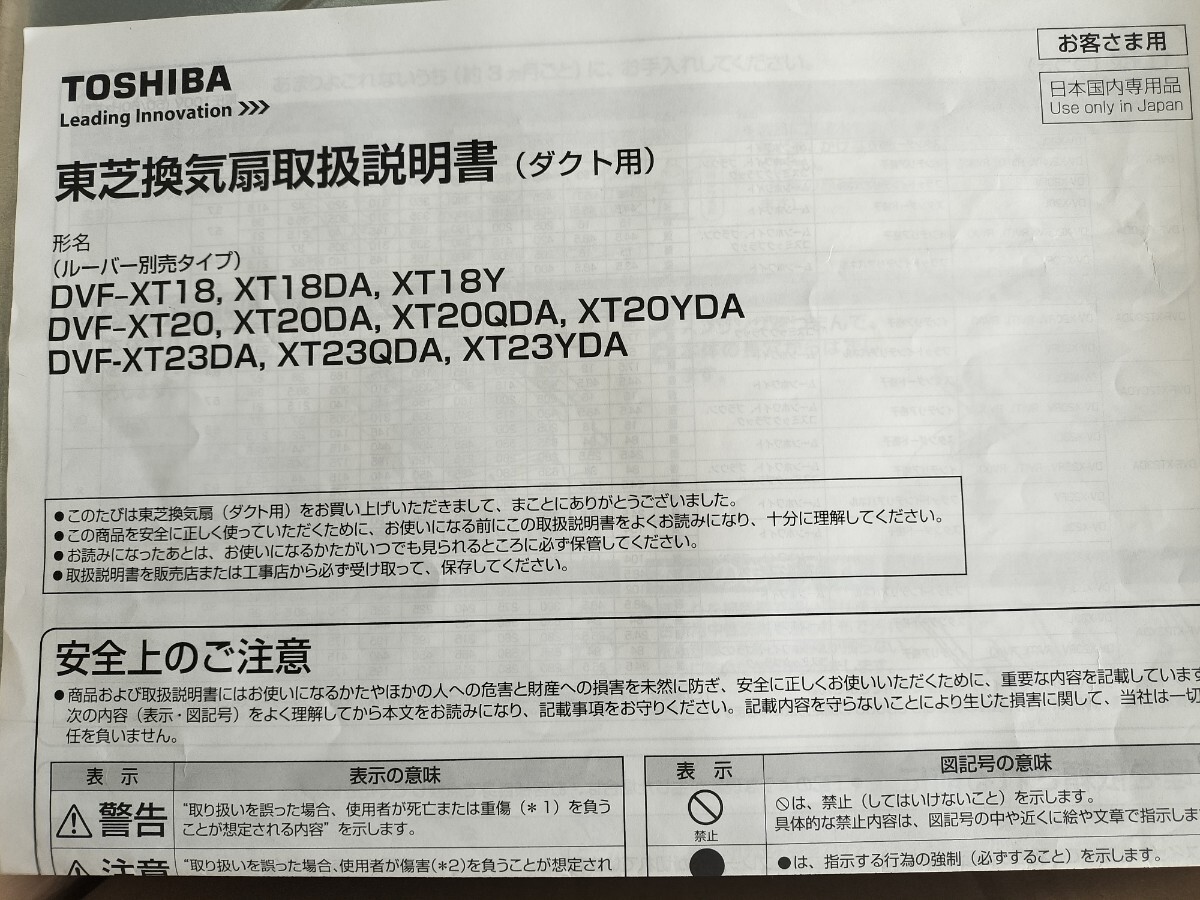 TOSHIBA
Leading Innovation >>>
お客さま用
日本国内専用品
Use only in Japan
東芝換気扇取扱説明書（ダクト用）
形名
（ルーバー別売タイプ）
DVF-XT18, XT18DA, XT18Y
DVF-XT20, XT20DA, XT20QDA, XT20YDA
DVF-XT23DA, XT23QDA, XT23YDA
●このたびは東芝換気扇（ダクト用）をお買い上げいただきまして、まことにありがとうございました。
●この商品を安全に正しく使っていただくために、お使いになる前にこの取扱説明書をよくお読みになり、十分に理解してください。
●お読みになったあとは、お使いになるかたがいつでも見られるところに必ず保管してください。
●取扱説明書を販売店または工事店から必ず受け取って、保存してください。
安全上のご注意
●商品および取扱説明書にはお使いになるかたやほかの人への危害と財産への損害を未然に防ぎ、安全に正しくお使いいただくために、重要な内容を記載しています
次の内容（表示・図記号）をよく理解してから本文をお読みになり、記載事項をお守りください。記載内容を守らないことにより生じた損害に関して、当社は一切
任を負いません。
表 示 表示の意味
警告 “取り扱いを誤った場合、使用者が死亡または重傷（＊1）を負う
ことが想定される内容”を示します。
注意 “取り扱いを誤った場合、使用者が傷害(＊2)を負うことが想定され
表 示 図記号の意味
禁止
は、禁止（してはいけないこと）を示します。
具体的な禁止内容は、図記号の中や近くに絵や文章で指示しま
●は、指示する行為の強制（必ずすること）を示します。